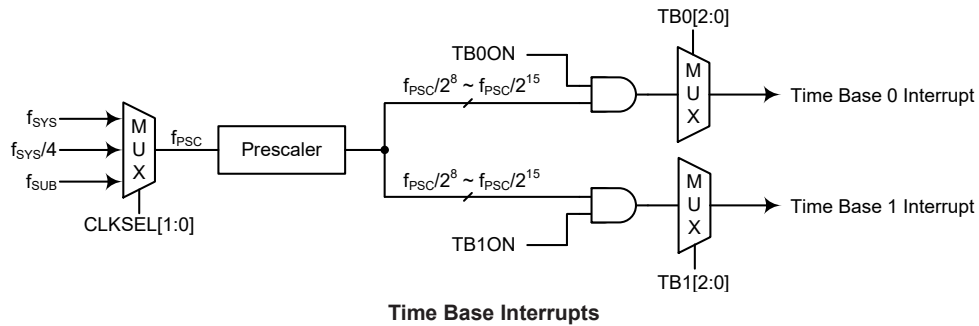 TB0[2:0]
TB0ON
M
U
X
fPSC/2^8 ~ fPSC/2^15
Time Base 0 Interrupt
fSYS
fSYS/4
fSUB
M
U
X
fPSC
Prescaler
CLKSEL[1:0]
fPSC/2^8 ~ fPSC/2^15
M
U
X
Time Base 1 Interrupt
TB1ON
TB1[2:0]
Time Base Interrupts